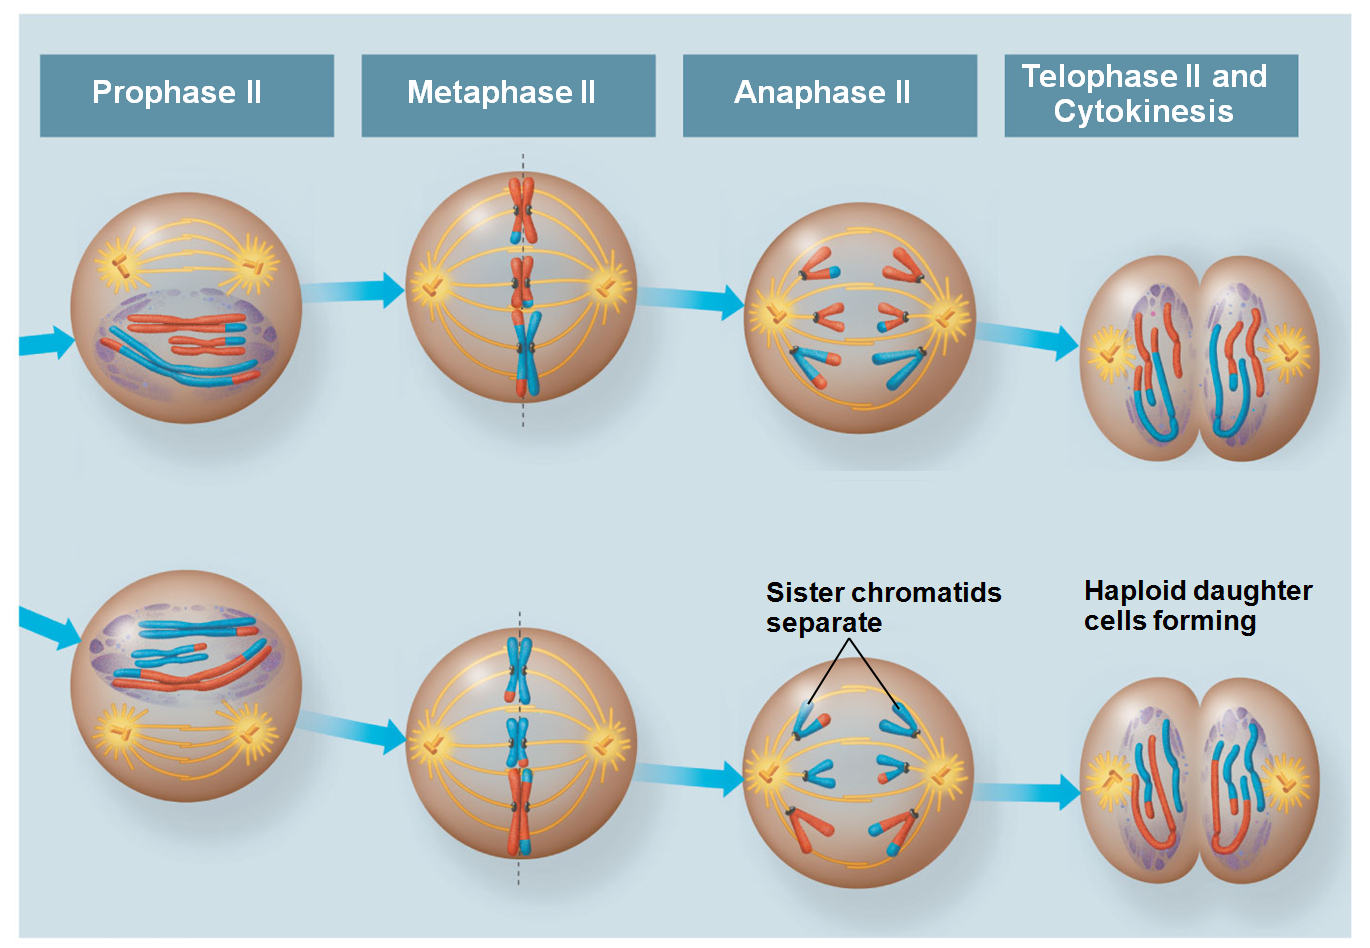 Prophase II
Metaphase II
Anaphase II
Telophase II and
Cytokinesis
Sister chromatids
separate
Haploid daughter
cells forming